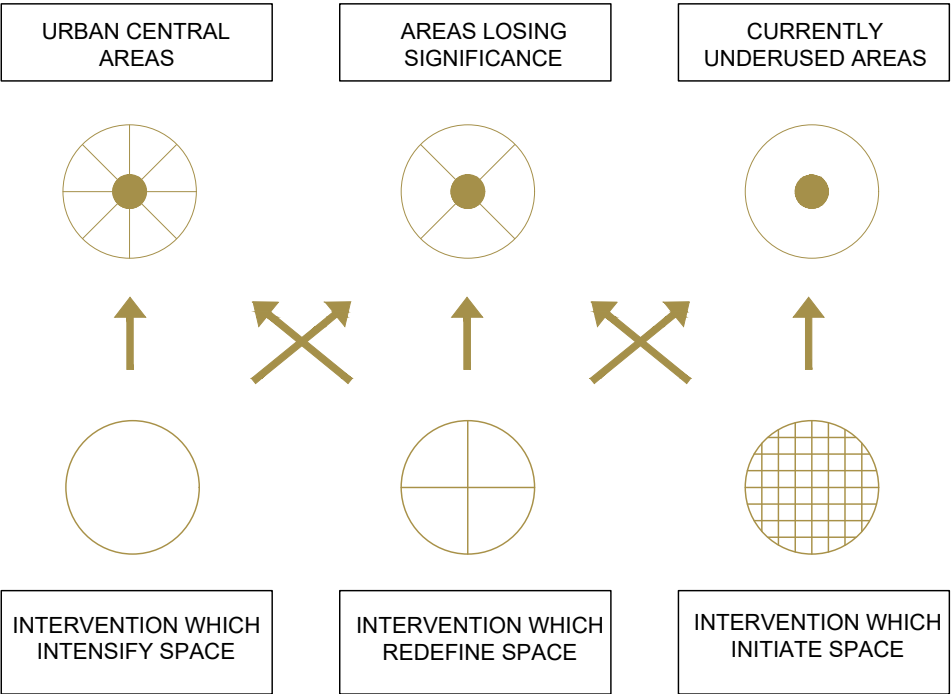 URBAN CENTRAL
AREAS
AREAS LOSING
SIGNIFICANCE
CURRENTLY
UNDERUSED AREAS
INTERVENTION WHICH
INTENSIFY SPACE
INTERVENTION WHICH
REDEFINE SPACE
INTERVENTION WHICH
INITIATE SPACE